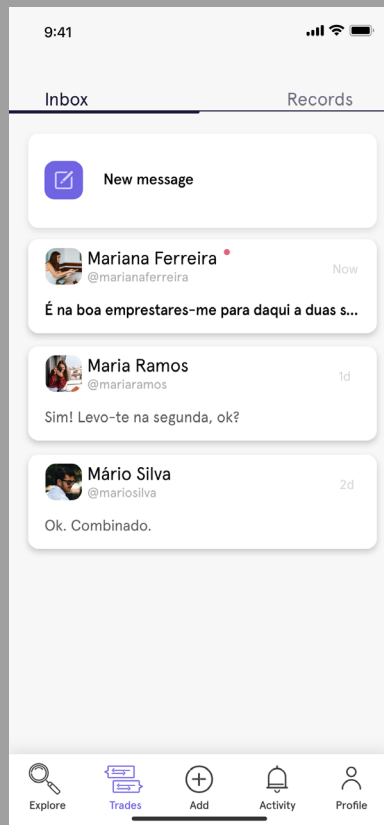 9:41
Inbox
Records
New message
Mariana Ferreira
@marianaferreira
Now
É na boa emprestares-me para daqui a duas s...
Maria Ramos
@mariaramos
1d
Sim! Levo-te na segunda, ok?
Mário Silva
@mariosilva
2d
Ok. Combinado.
Explore
Trades
Add
Activity
Profile